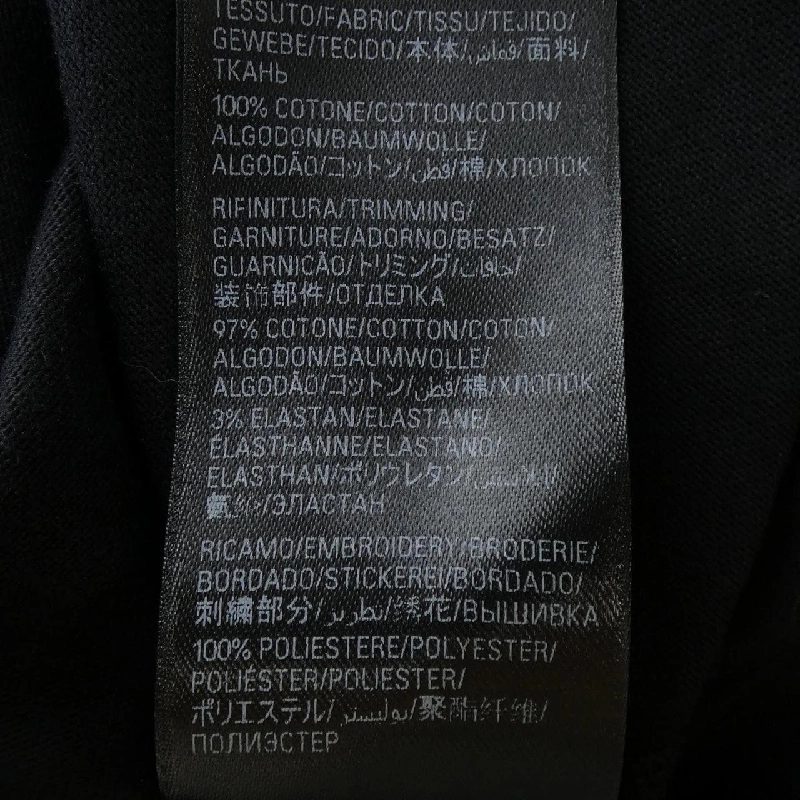 TESSUTO/FABRIC/TISSU/TEJIDO/
GEWEBE/TECIDO/本体/قماش/面料/
ТКАНЬ
100% COTONE/COTTON/COTON/
ALGODON/BAUMWOLLE/
ALGODÃO/コットン/قطن/棉/ХЛОПОК
RIFINITURA/TRIMMING/
GARNITURE/ADORNO/BESATZ/
GUARNICÃO/トリミング/حافات/
装饰部件/ОТДЕЛКА
97% COTONE/COTTON/COTON/
ALGODON/BAUMWOLLE/
ALGODÃO/コットン/قطن/棉/ХЛОПОК
3% ELASTAN/ELASTANE/
ÉLASTHANNE/ELASTANO/
ELASTHAN/ポリウレタン/
氨纶/ЭЛАСТАН
RICAMO/EMBROIDERY/BRODERIE/
BORDADO/STICKEREI/BORDADO/
刺繍部分/تطريز/绣花/ВЫШИВКА
100% POLIESTERE/POLYESTER/
POLIÉSTER/POLIESTER/
ポリエステル/بوليستر/聚酯纤维/
ПОЛИЭСТЕР